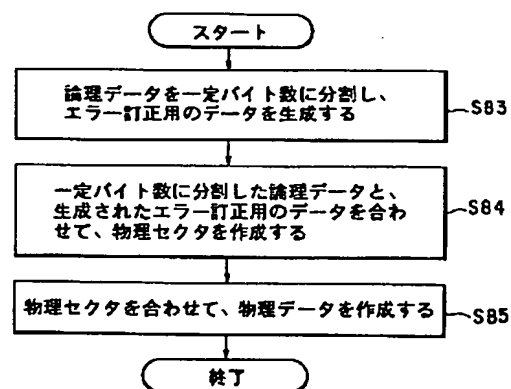 スタート
論理データを一定バイト数に分割し、
エラー訂正用のデータを生成する
S83
一定バイト数に分割した論理データと、
生成されたエラー訂正用のデータを合わ
せて、物理セクタを作成する
S84
物理セクタを合わせて、物理データを作成する
S85
終了